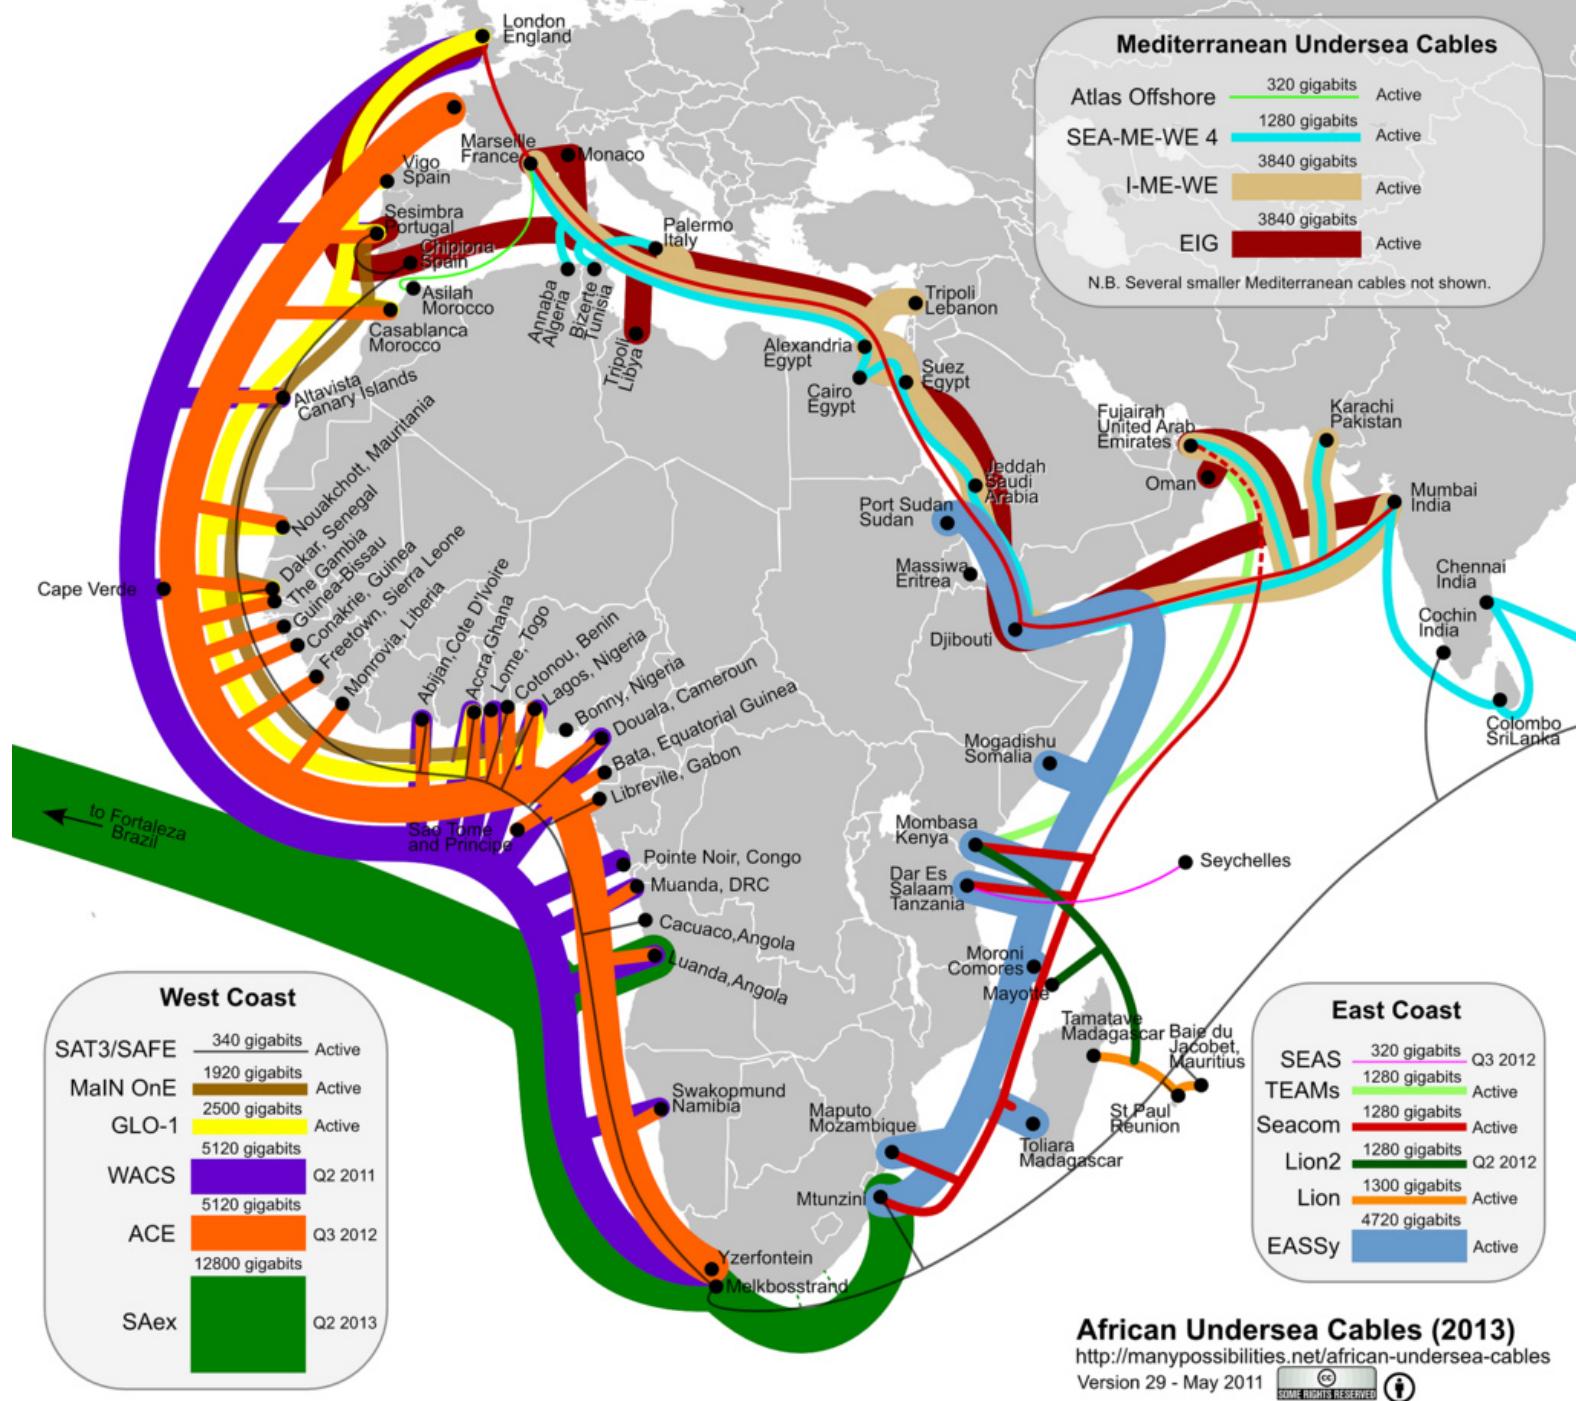 London
England
Marseille
France
Monaco
Vigo
Spain
Sesimbra
Portugal
Chipiona
Spain
Palermo
Italy
Asilah
Morocco
Casablanca
Morocco
Annaba
Algeria
Bizerte
Tunisia
Tripoli
Libya
Tripoli
Lebanon
Alexandria
Egypt
Cairo
Egypt
Suez
Egypt
Altavista
Canary Islands
Nouakchott, Mauritania
Dakar, Senegal
The Gambia
Guinea-Bissau
Conakrie, Guinea
Freetown, Sierra Leone
Monrovia, Liberia
Cape Verde
Abijan,Cote D'Ivoire
Accra,Ghana
Lome, Togo
Cotonou, Benin
Lagos, Nigeria
Bonny, Nigeria
Douala, Cameroun
Bata, Equatorial Guinea
Librevile, Gabon
Sao Tome
and Principe
Pointe Noir, Congo
Muanda, DRC
Cacuaco,Angola
Luanda,Angola
Swakopmund
Namibia
Yzerfontein
Melkbosstrand
to Fortaleza
Brazil
Jeddah
Saudi
Arabia
Port Sudan
Sudan
Massiwa
Eritrea
Djibouti
Fujairah
United Arab
Emirates
Oman
Karachi
Pakistan
Mumbai
India
Chennai
India
Cochin
India
Colombo
SriLanka
Mogadishu
Somalia
Mombasa
Kenya
Dar Es
Salaam
Tanzania
Seychelles
Moroni
Comores
Mayotte
Tamatave
Madagascar
Baie du
Jacobet,
Mauritius
St Paul
Reunion
Toliara
Madagascar
Maputo
Mozambique
Mtunzini
Mediterranean Undersea Cables
Atlas Offshore 320 gigabits Active
SEA-ME-WE 4 1280 gigabits Active
I-ME-WE 3840 gigabits Active
EIG 3840 gigabits Active
N.B. Several smaller Mediterranean cables not shown.
West Coast
SAT3/SAFE 340 gigabits Active
MaIN OnE 1920 gigabits Active
GLO-1 2500 gigabits Active
WACS 5120 gigabits Q2 2011
ACE 5120 gigabits Q3 2012
SAex 12800 gigabits Q2 2013
East Coast
SEAS 320 gigabits Q3 2012
TEAMs 1280 gigabits Active
Seacom 1280 gigabits Active
Lion2 1280 gigabits Q2 2012
Lion 1300 gigabits Active
EASSy 4720 gigabits Active
African Undersea Cables (2013)
http://manypossibilities.net/african-undersea-cables
Version 29 - May 2011
cc
SOME RIGHTS RESERVED